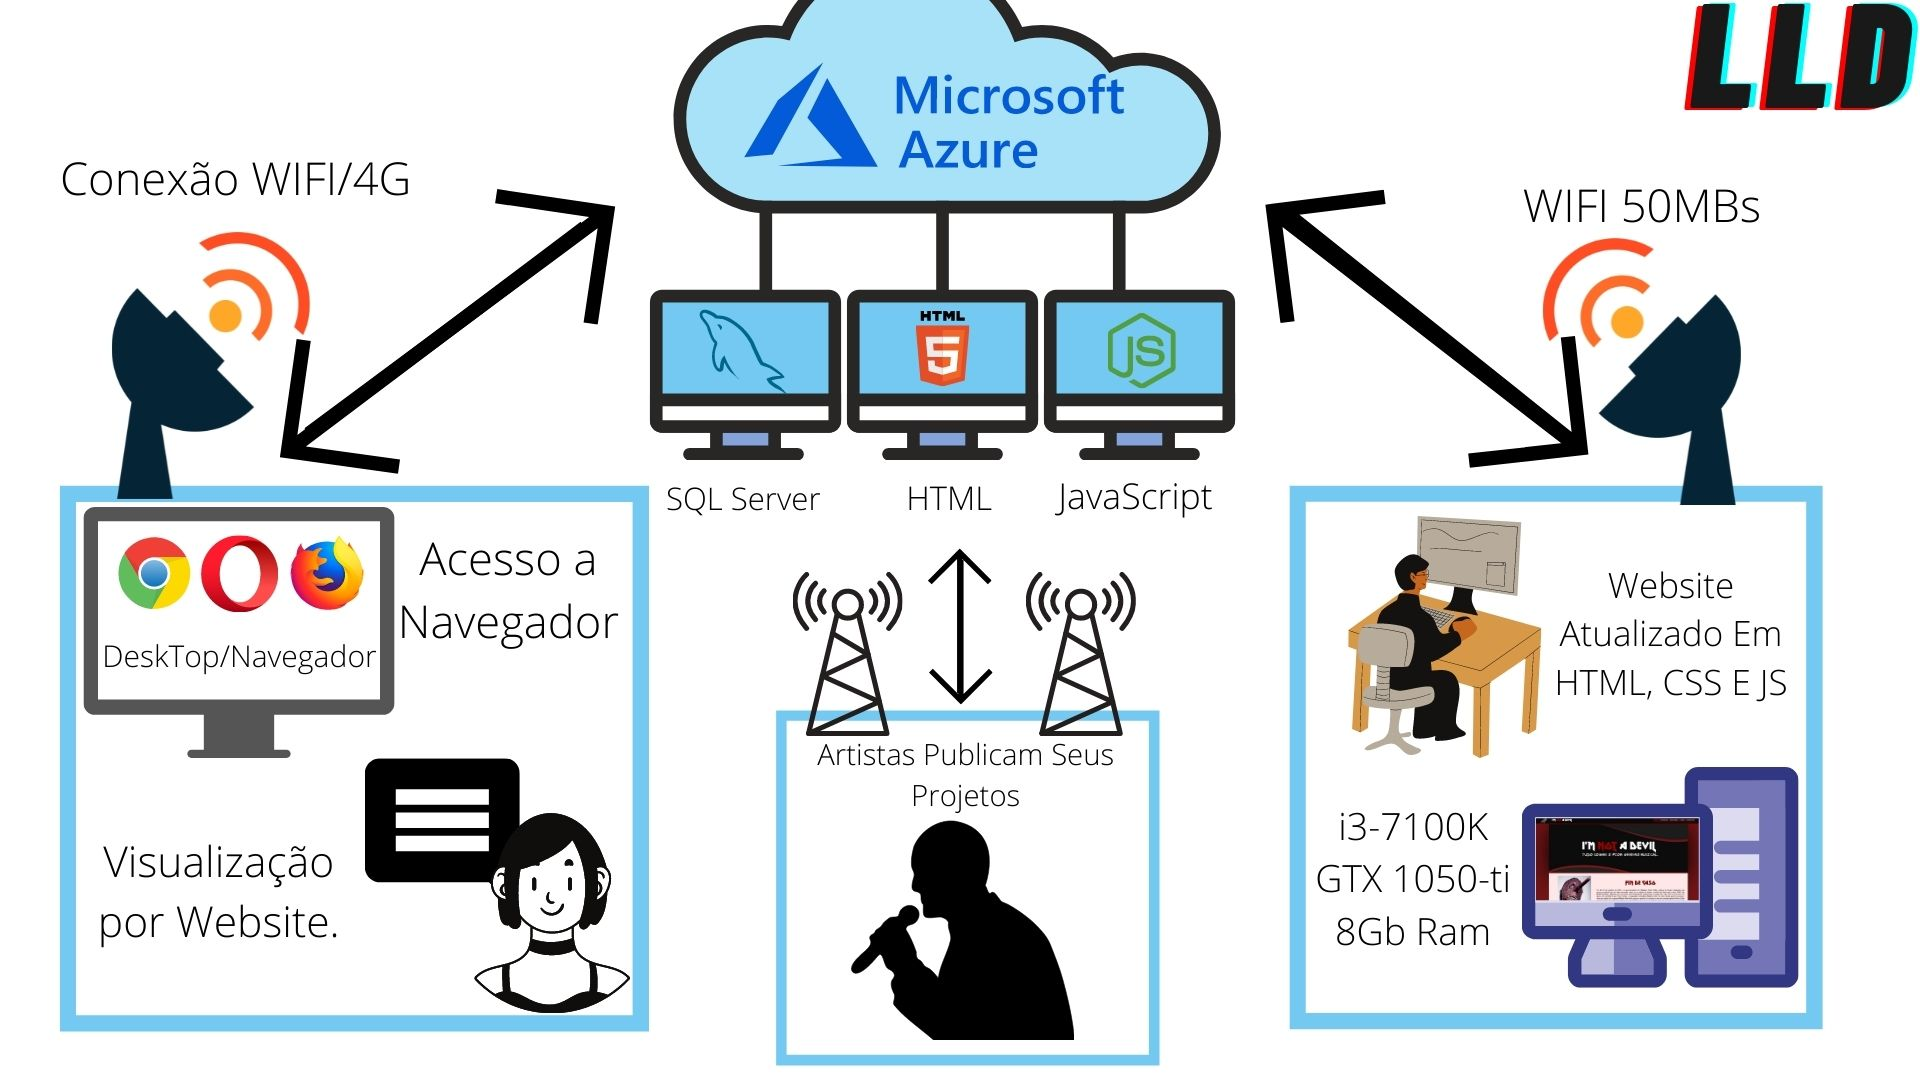 LLD
Microsoft
Azure
Conexão WIFI/4G
WIFI 50MBs
HTML
5
JS
SQL Server
HTML
JavaScript
DeskTop/Navegador
Acesso a
Navegador
Visualização
por Website.
Artistas Publicam Seus
Projetos
Website
Atualizado Em
HTML, CSS E JS
i3-7100K
GTX 1050-ti
8Gb Ram
I'M NOT A DEVIL